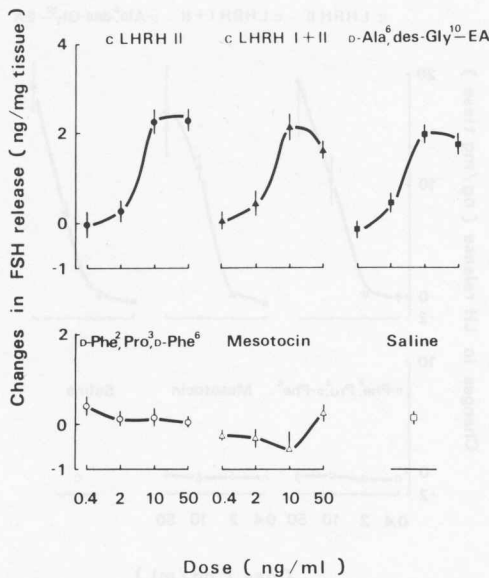 c LHRH II
c LHRH I + II
D-Ala⁶,des-Gly¹⁰-EA
Changes in FSH release ( ng/mg tissue )
4
2
0
-1
D-Phe², Pro³, D-Phe⁶
Mesotocin
Saline
2
0
-1
0.4 2 10 50 0.4 2 10 50
Dose ( ng/ml )